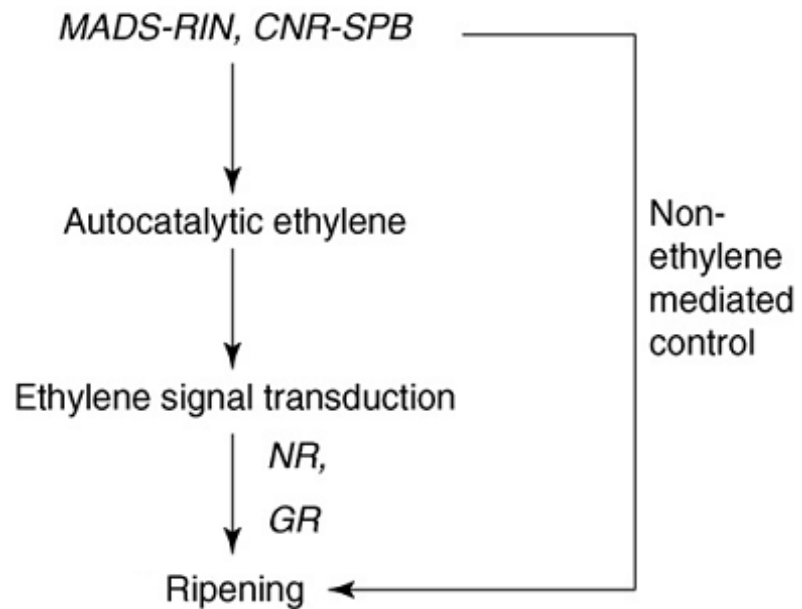 MADS-RIN, CNR-SPB
Autocatalytic ethylene
Non-
ethylene
mediated
control
Ethylene signal transduction
NR,
GR
Ripening